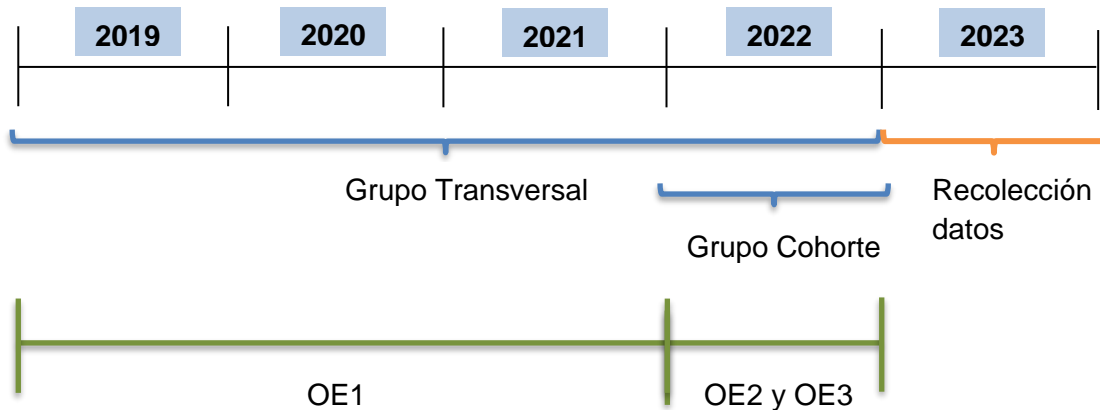 2019 2020 2021 2022 2023
Grupo Transversal
Recolección
datos
Grupo Cohorte
OE1
OE2 y OE3